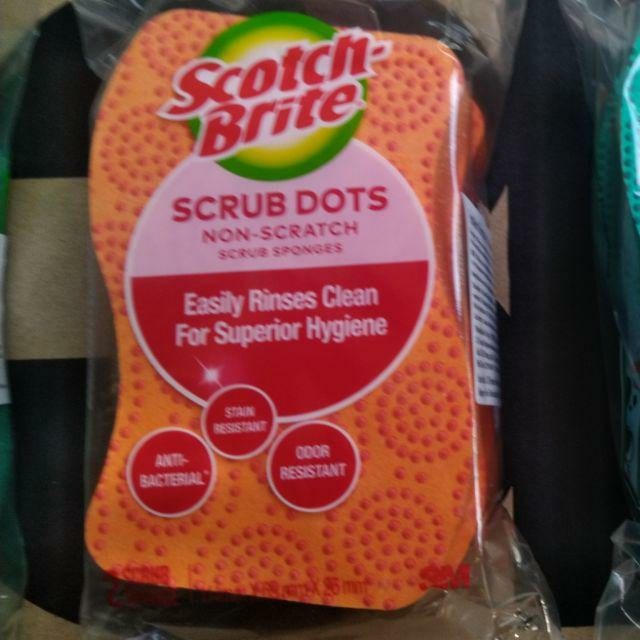 Scotch-
Brite
SCRUB DOTS
NON-SCRATCH
SCRUB SPONGES
Easily Rinses Clean
For Superior Hygiene
STAIN
RESISTANT
ANTI-
BACTERIAL
ODOR
RESISTANT